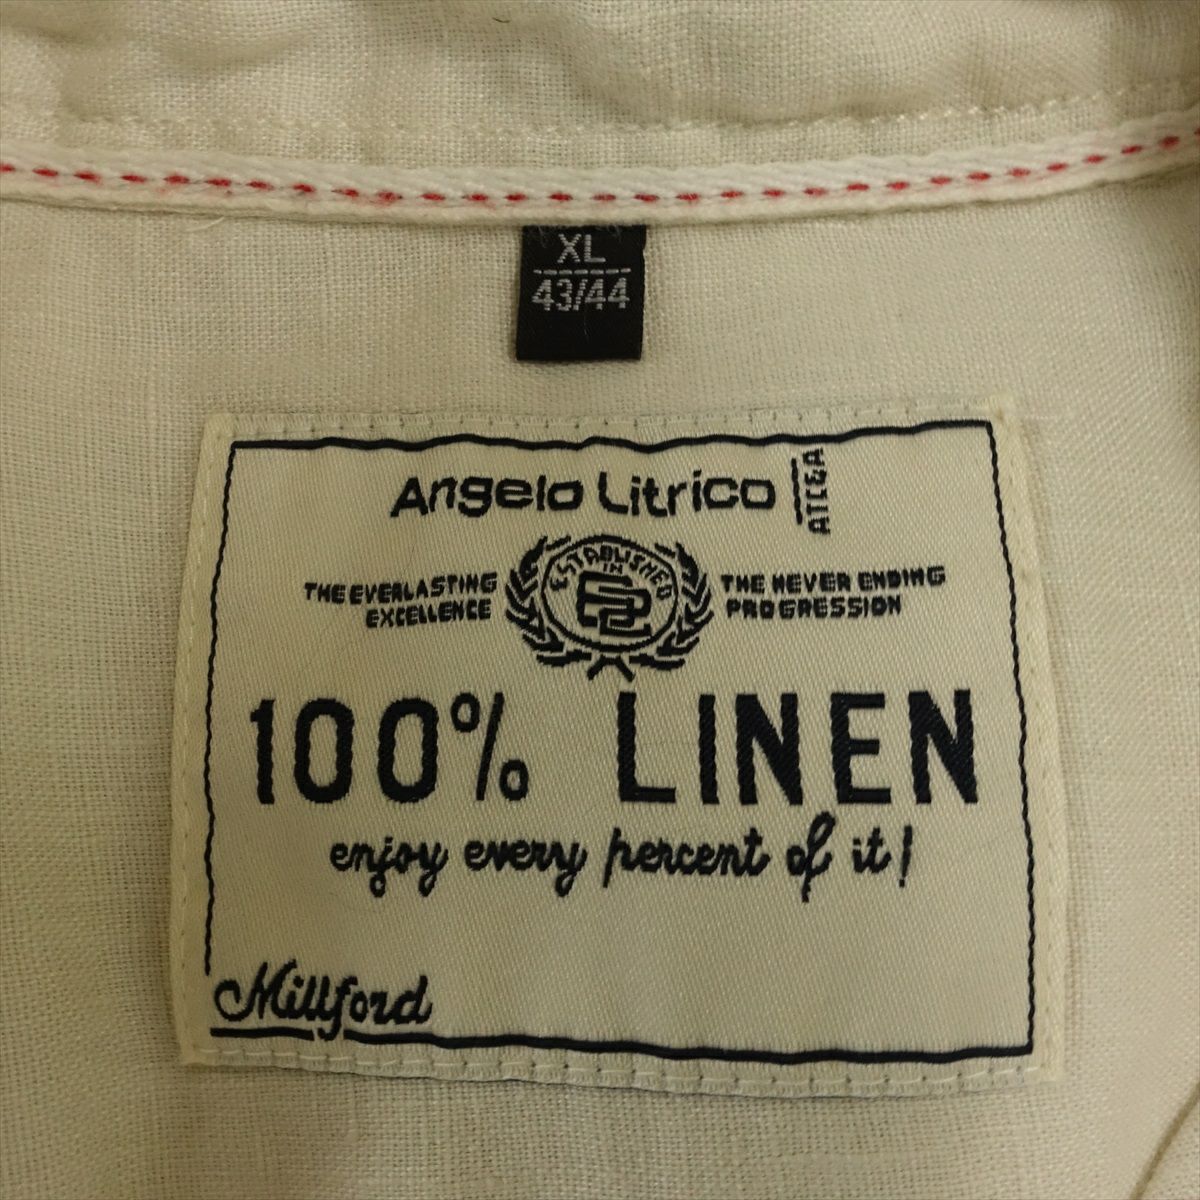 XL
43/44
Angelo Litrico
ATL&A
ESTABLISHED
IN
THE EVERLASTING
EXCELLENCE
THE NEVER ENDING
PROGRESSION
100% LINEN
enjoy every percent of it!
Millford